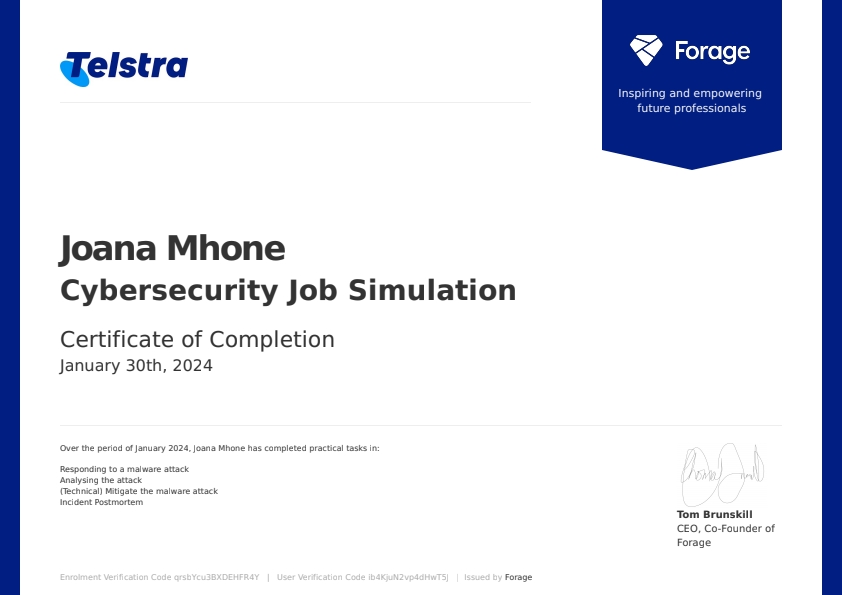 Telstra
Forage
Inspiring and empowering
future professionals
Joana Mhone
Cybersecurity Job Simulation
Certificate of Completion
January 30th, 2024
Over the period of January 2024, Joana Mhone has completed practical tasks in:
Responding to a malware attack
Analysing the attack
(Technical) Mitigate the malware attack
Incident Postmortem
Tom Brunskill
CEO, Co-Founder of
Forage
Enrolment Verification Code qrsbYcu3BXDEHFR4Y | User Verification Code ib4KjuN2vp4dHwT5J | Issued by Forage